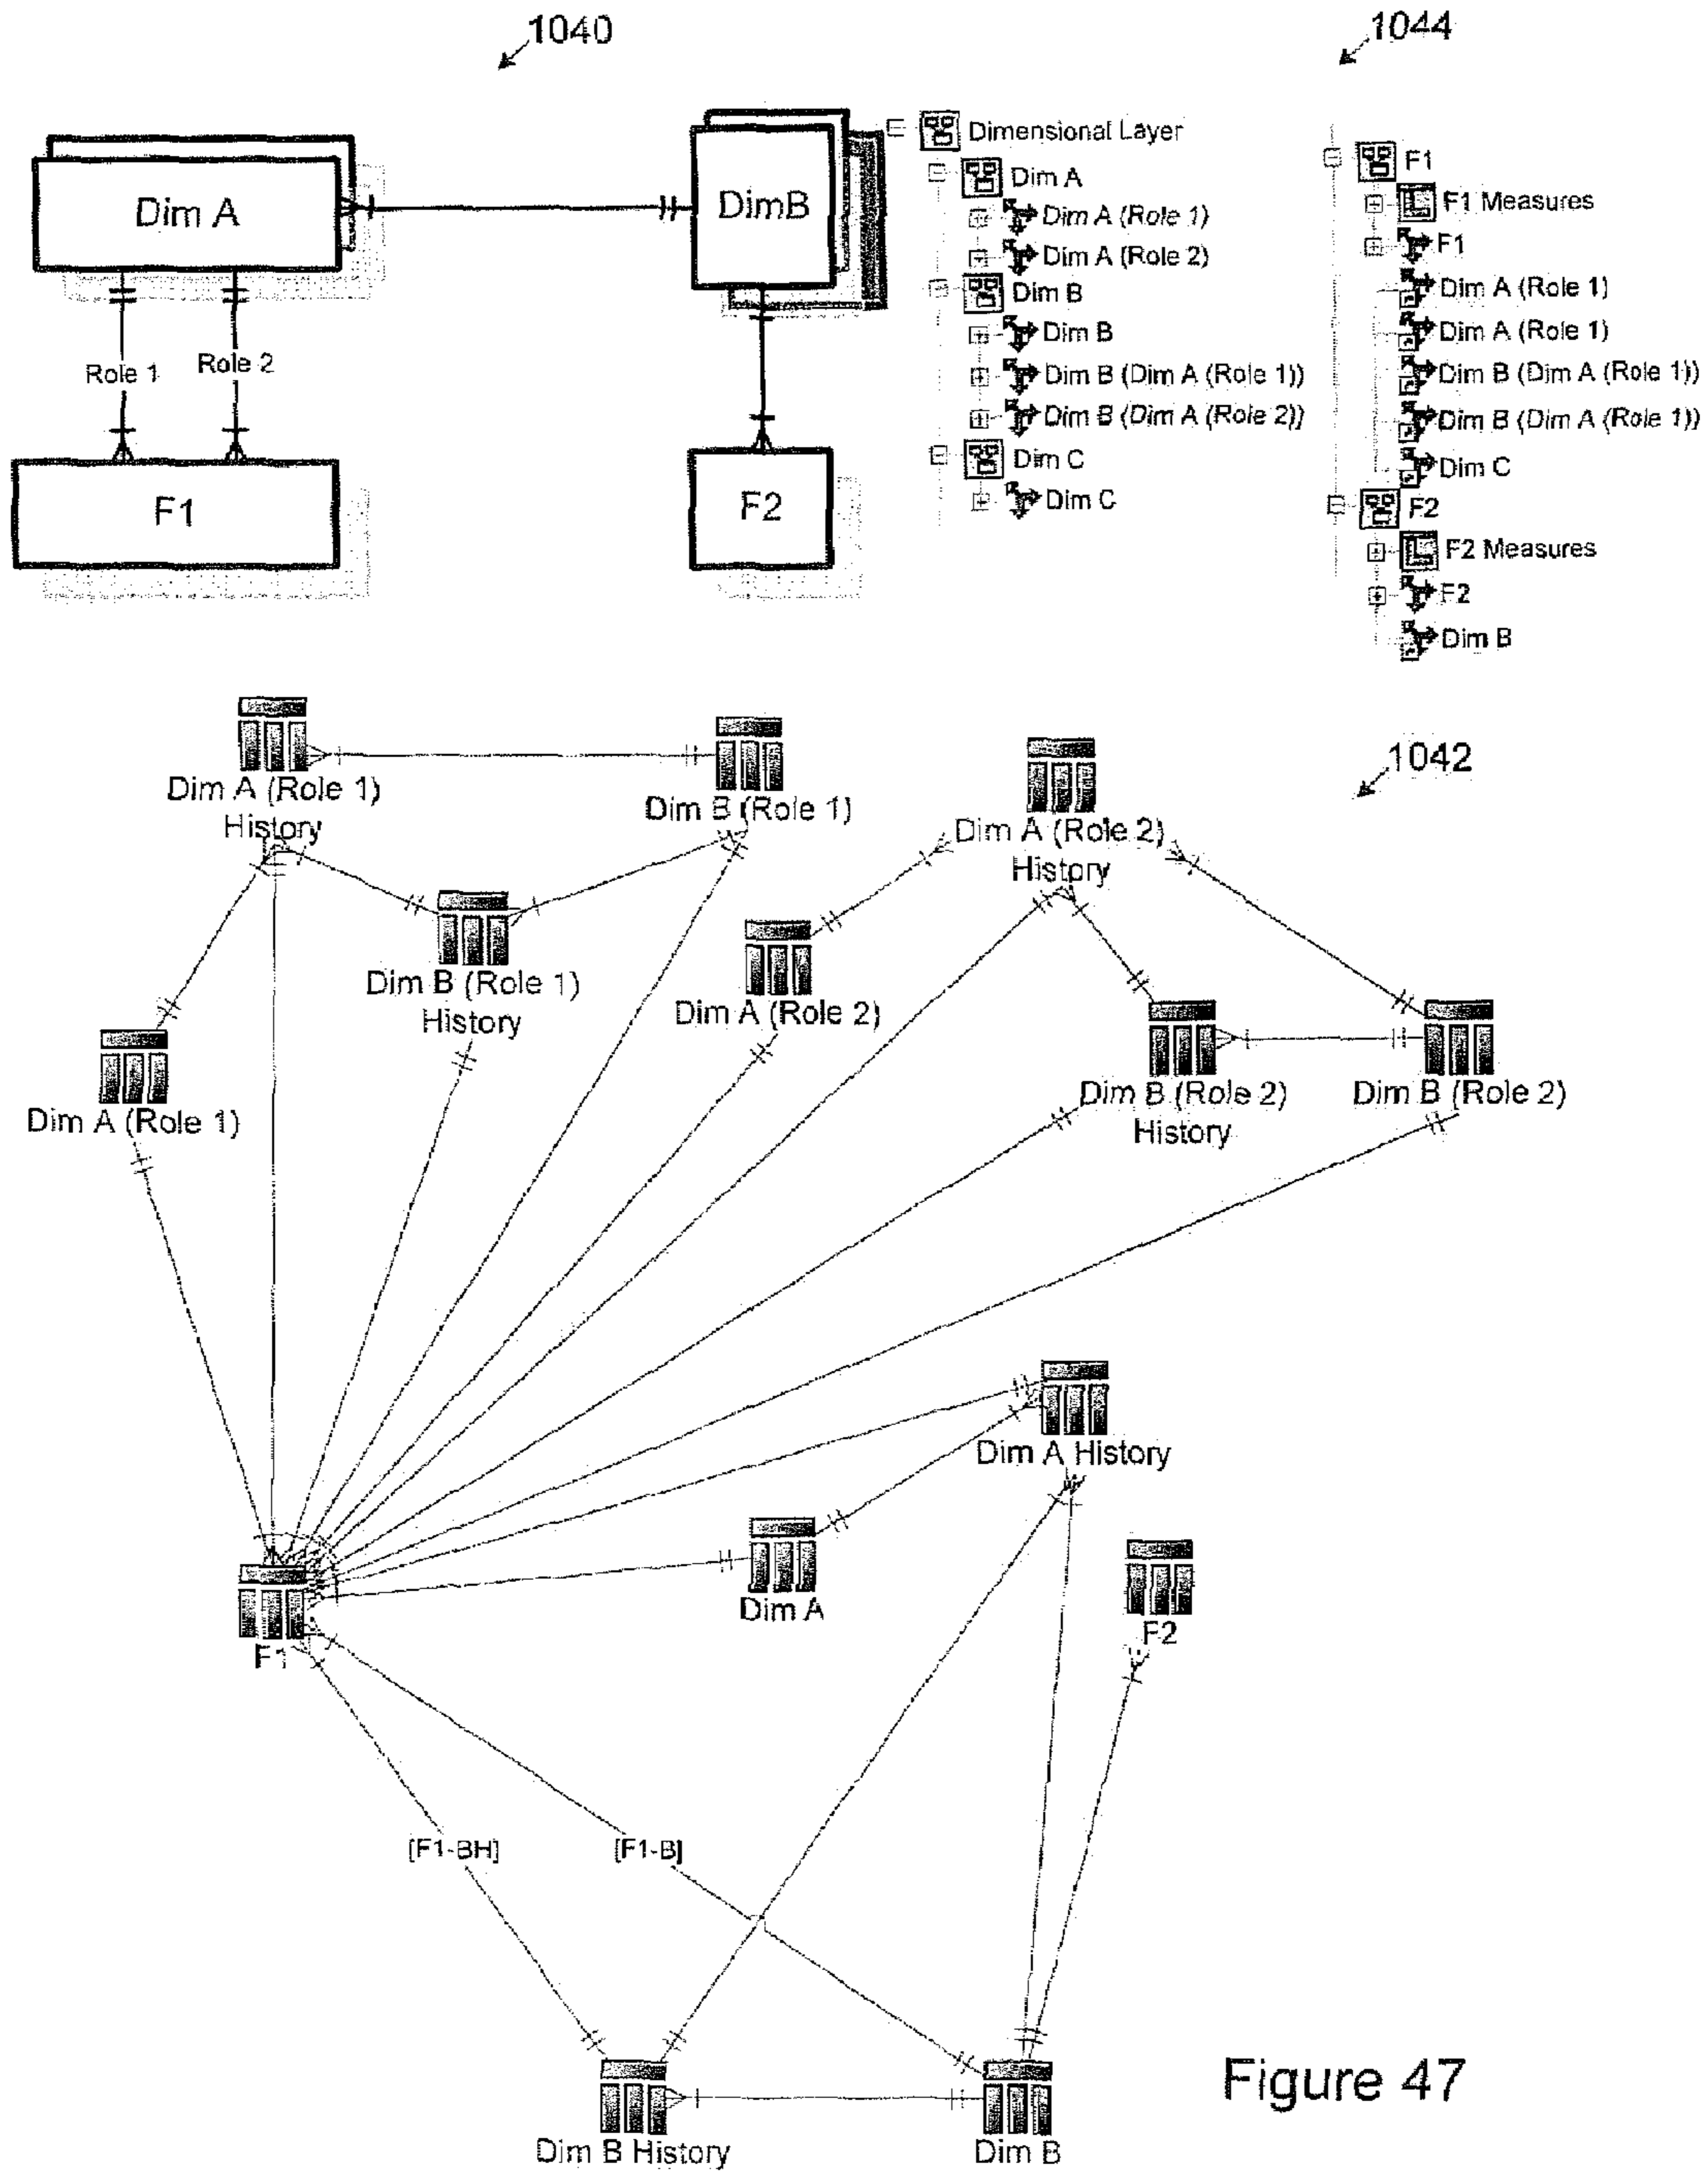 1040
1044
Dim A
DimB
Role 1
Role 2
F1
F2
Dimensional Layer
Dim A
Dim A (Role 1)
Dim A (Role 2)
Dim B
Dim B
Dim B (Dim A (Role 1))
Dim B (Dim A (Role 2))
Dim C
Dim C
F1
F1 Measures
F1
Dim A (Role 1)
Dim A (Role 1)
Dim B (Dim A (Role 1))
Dim B (Dim A (Role 1))
Dim C
F2
F2 Measures
F2
Dim B
1042
Dim A (Role 1)
History
Dim B (Role 1)
Dim A (Role 2)
History
Dim B (Role 1)
History
Dim A (Role 2)
Dim A (Role 1)
Dim B (Role 2)
History
Dim B (Role 2)
Dim A History
Dim A
F2
F1
[F1-BH]
[F1-B]
Dim B History
Dim B
Figure 47